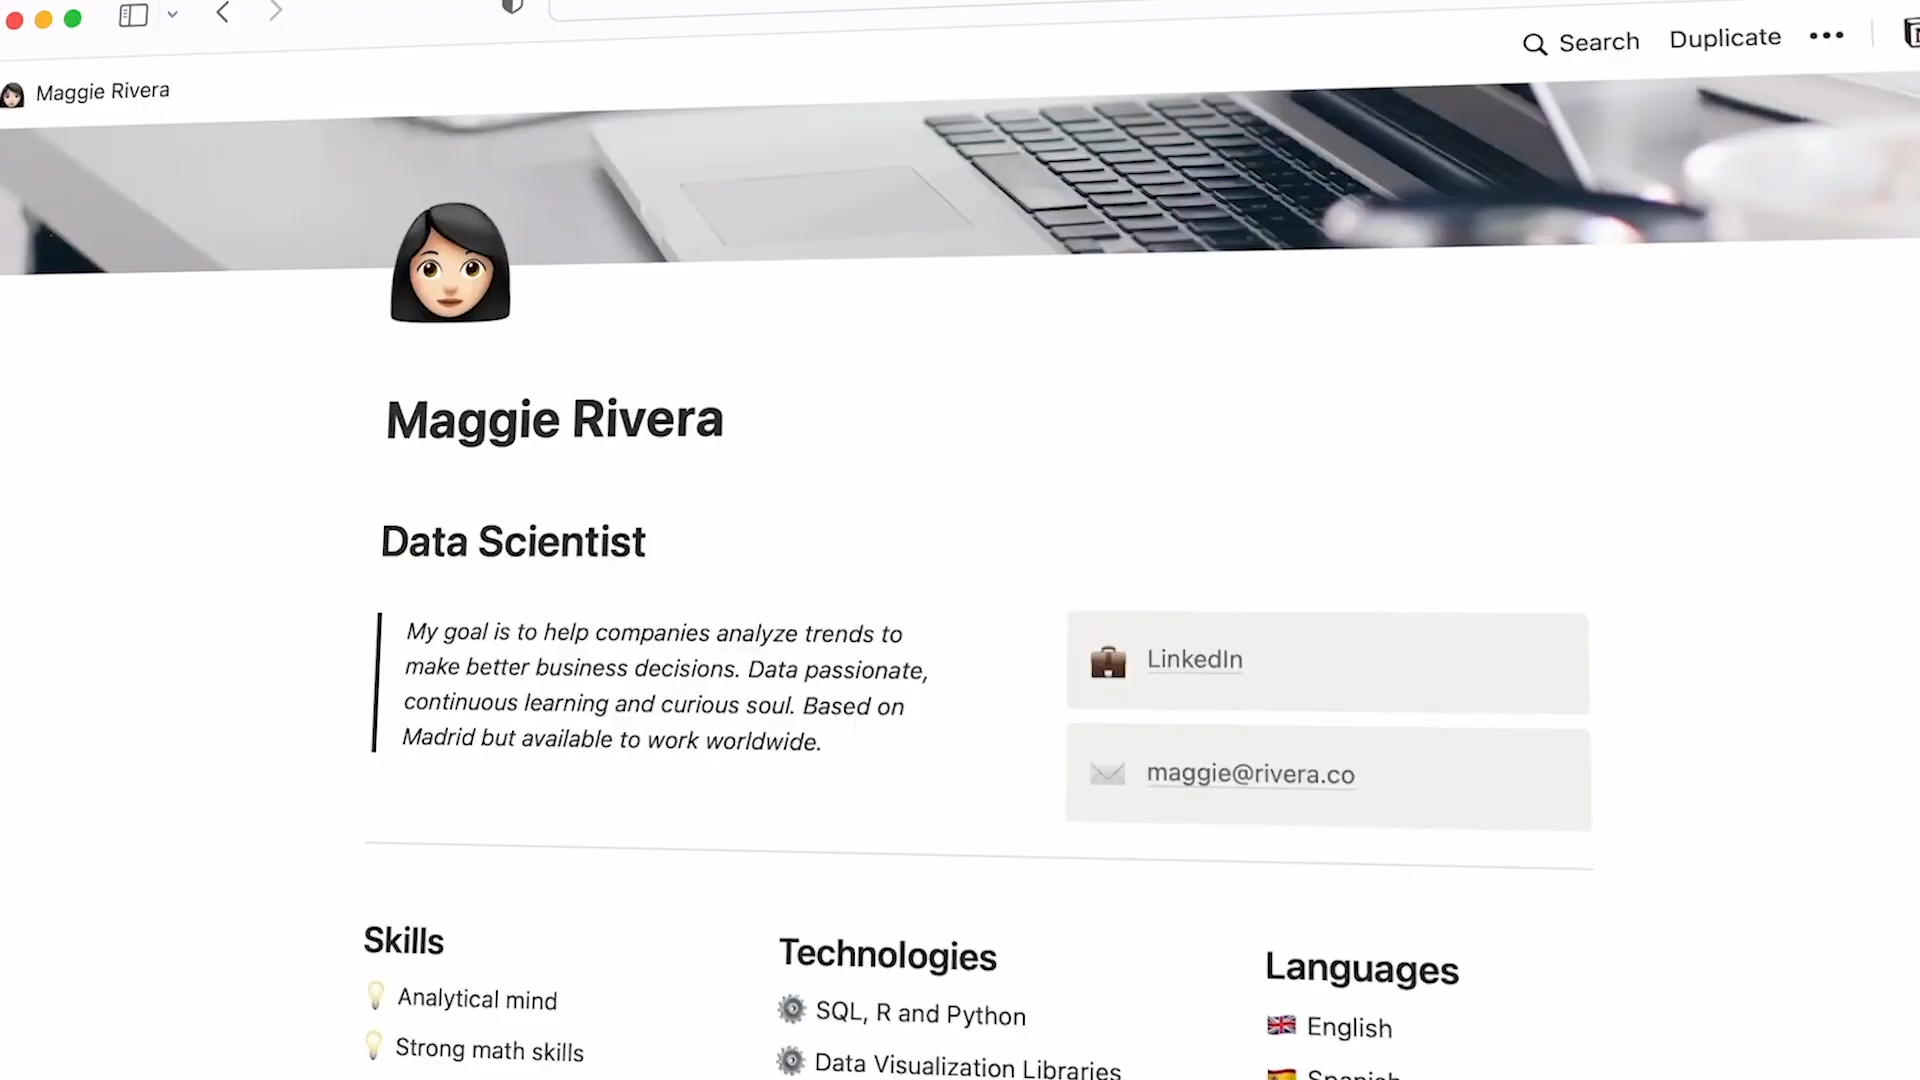 Search Duplicate
Maggie Rivera
Maggie Rivera
Data Scientist
My goal is to help companies analyze trends to
make better business decisions. Data passionate,
continuous learning and curious soul. Based on
Madrid but available to work worldwide.
LinkedIn
maggie@rivera.co
Skills
Analytical mind
Strong math skills
Technologies
SQL, R and Python
Data Visualization Libraries
Languages
English
Spanish